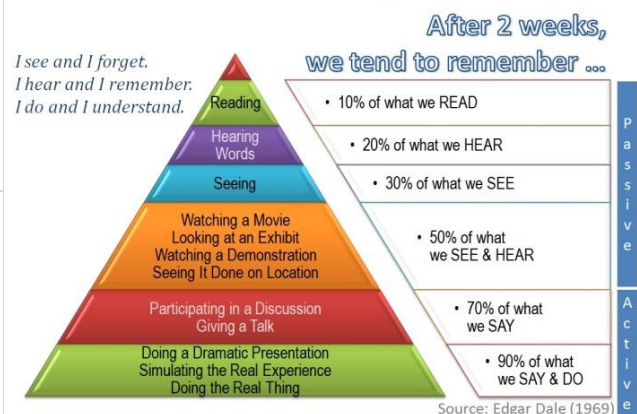 After 2 weeks,
we tend to remember ...
I see and I forget.
I hear and I remember.
I do and I understand.
Reading
• 10% of what we READ
Hearing
Words
• 20% of what we HEAR
Seeing
• 30% of what we SEE
Watching a Movie
Looking at an Exhibit
Watching a Demonstration
Seeing It Done on Location
• 50% of what
we SEE & HEAR
Participating in a Discussion
Giving a Talk
• 70% of what
we SAY
Doing a Dramatic Presentation
Simulating the Real Experience
Doing the Real Thing
• 90% of what
we SAY & DO
Passive
Active
Source: Edgar Dale (1969)